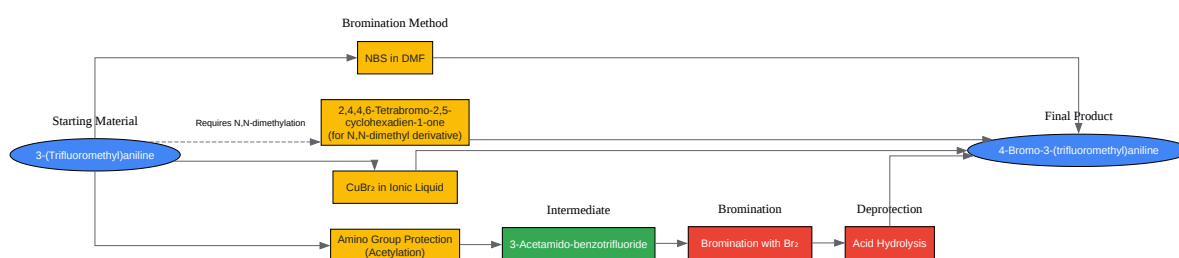 Bromination Method
NBS in DMF
Starting Material
Requires N,N-dimethylation
2,4,4,6-Tetrabromo-2,5-
cyclohexadien-1-one
(for N,N-dimethyl derivative)
Final Product
3-(Trifluoromethyl)aniline
4-Bromo-3-(trifluoromethyl)aniline
CuBr₂ in Ionic Liquid
Intermediate
Bromination
Deprotection
Amino Group Protection
(Acetylation)
3-Acetamido-benzotrifluoride
Bromination with Br₂
Acid Hydrolysis